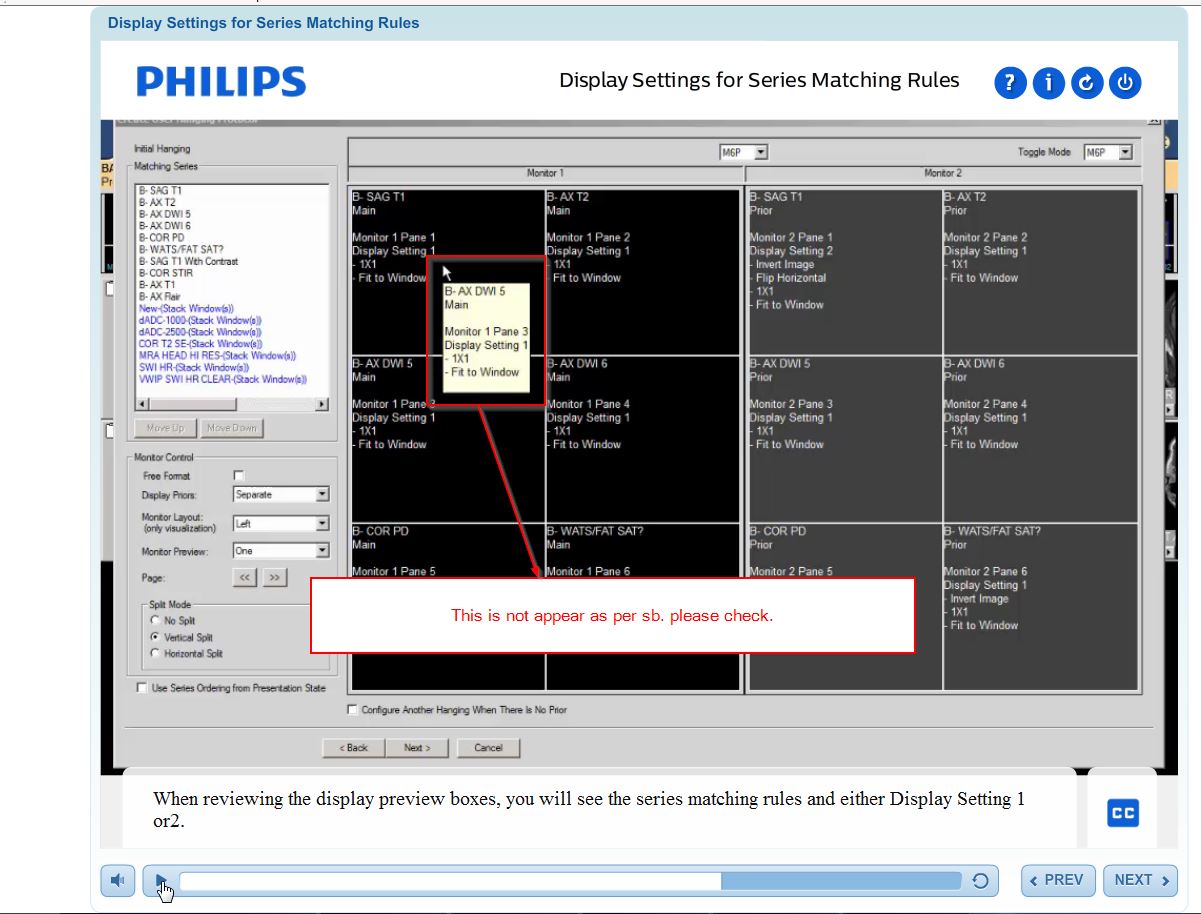 Display Settings for Series Matching Rules
PHILIPS
Display Settings for Series Matching Rules
? i
Initial Hanging
Matching Series
B- SAG T1
B- AX T2
B- AX DWI 5
B- AX DWI 6
B- COR PD
B- WATS/FAT SAT?
B- SAG T1 With Contrast
B- COR STIR
B- AX T1
B- AX Flair
New-(Stack Window(s))
dADC-1000-(Stack Window(s))
dADC-2500-(Stack Window(s))
COR T2 SE-(Stack Window(s))
MRA HEAD HI RES-(Stack Window(s))
SWI HR-(Stack Window(s))
VWIP SWI HR CLEAR-(Stack Window(s))
Move Up Move Down
Monitor Control
Free Format
Display Priors: Separate
Monitor Layout: Left
(only visualization)
Monitor Preview: One
Page: << >>
Split Mode
No Split
Vertical Split
Horizontal Split
Use Series Ordering from Presentation State
M6P
Toggle Mode M6P
Monitor 1
Monitor 2
B- SAG T1
Main
Monitor 1 Pane 1
Display Setting 1
- 1X1
- Fit to Window
B- AX T2
Main
Monitor 1 Pane 2
Display Setting 1
- 1X1
- Fit to Window
B- SAG T1
Prior
Monitor 2 Pane 1
Display Setting 2
- Invert Image
- Flip Horizontal
- 1X1
- Fit to Window
B- AX T2
Prior
Monitor 2 Pane 2
Display Setting 1
- 1X1
- Fit to Window
B- AX DWI 5
Main
Monitor 1 Pane 3
Display Setting 1
- 1X1
- Fit to Window
B- AX DWI 5
Main
Monitor 1 Pane 3
Display Setting 1
- 1X1
- Fit to Window
B- AX DWI 6
Main
Monitor 1 Pane 4
Display Setting 1
- 1X1
- Fit to Window
B- AX DWI 5
Prior
Monitor 2 Pane 3
Display Setting 1
- 1X1
- Fit to Window
B- AX DWI 6
Prior
Monitor 2 Pane 4
Display Setting 1
- 1X1
- Fit to Window
B- COR PD
Main
Monitor 1 Pane 5
B- WATS/FAT SAT?
Main
Monitor 1 Pane 6
B- COR PD
Prior
Monitor 2 Pane 5
B- WATS/FAT SAT?
Prior
Monitor 2 Pane 6
Display Setting 1
- Invert Image
- 1X1
- Fit to Window
This is not appear as per sb. please check.
Configure Another Hanging When There Is No Prior
< Back Next > Cancel
When reviewing the display preview boxes, you will see the series matching rules and either Display Setting 1
or2.
CC
PREV NEXT